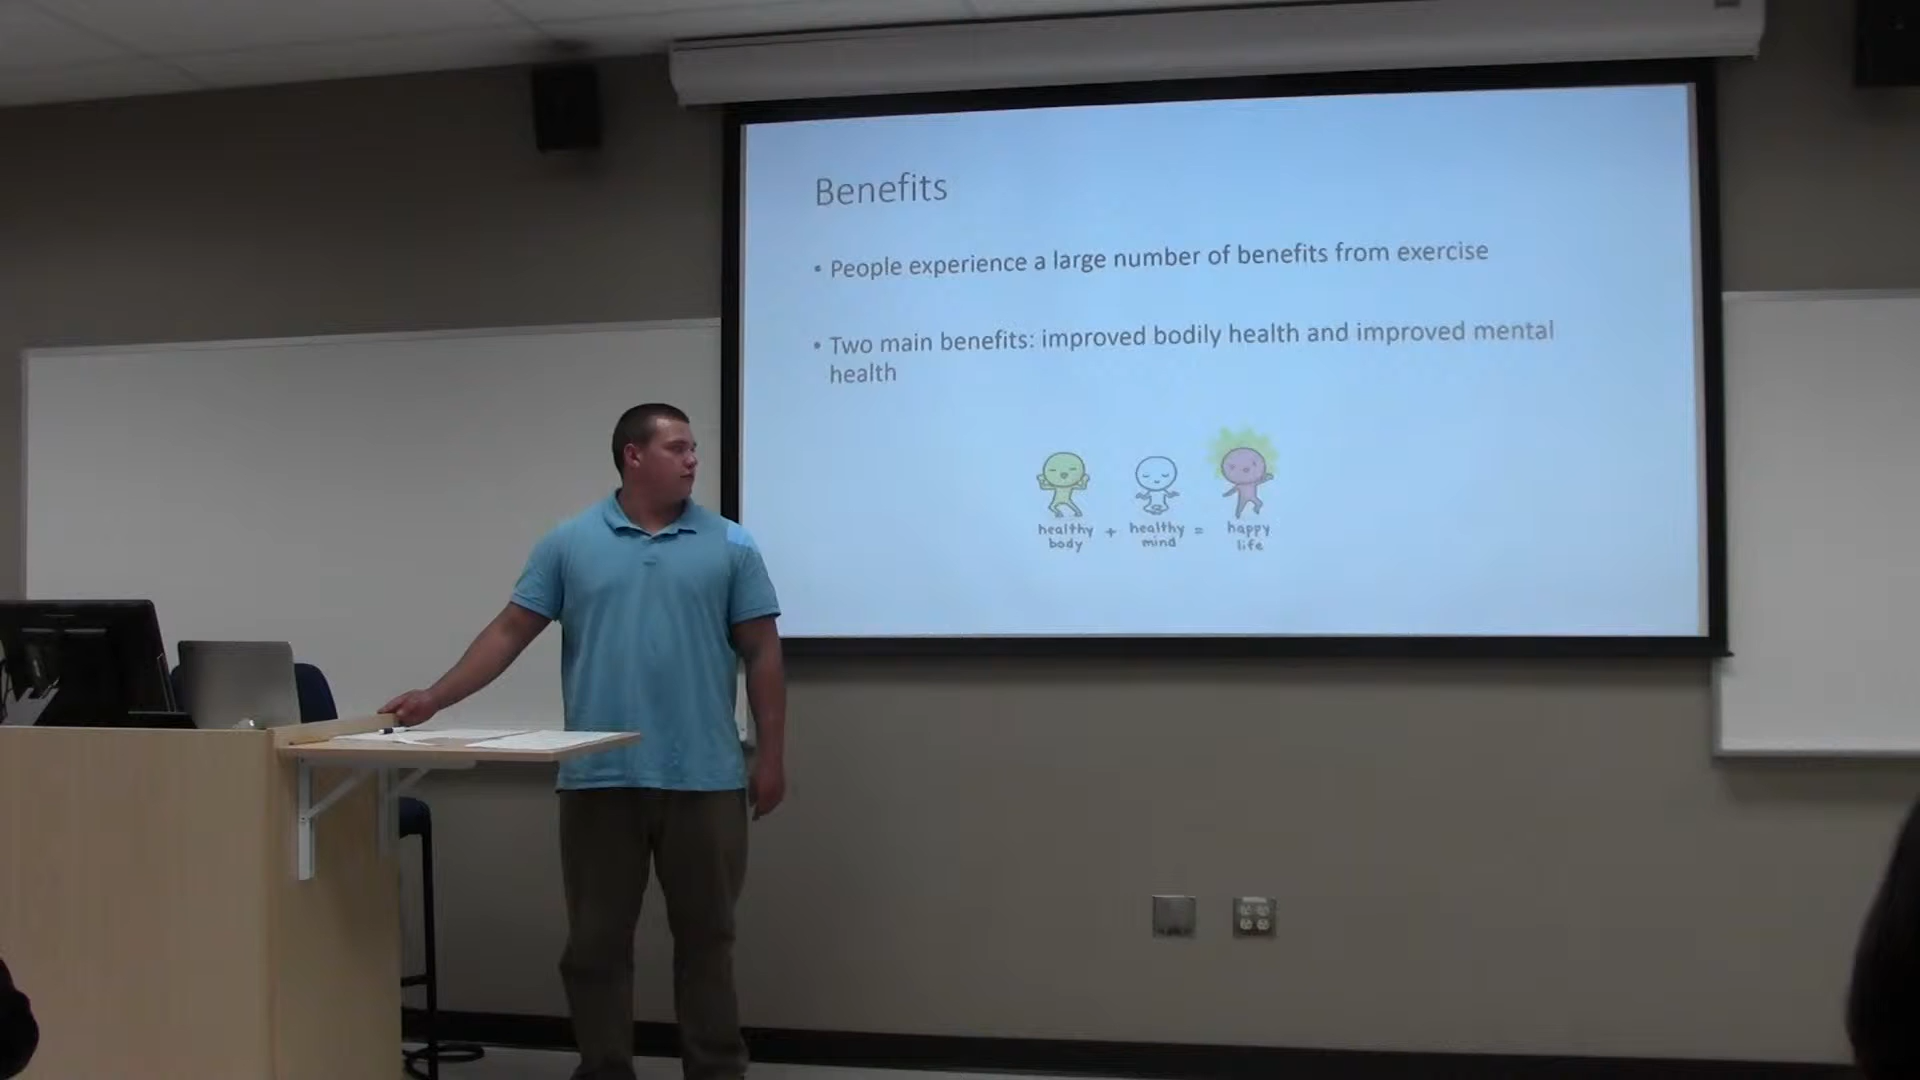 Benefits
• People experience a large number of benefits from exercise
• Two main benefits: improved bodily health and improved mental
health
healthy body + healthy mind = happy life